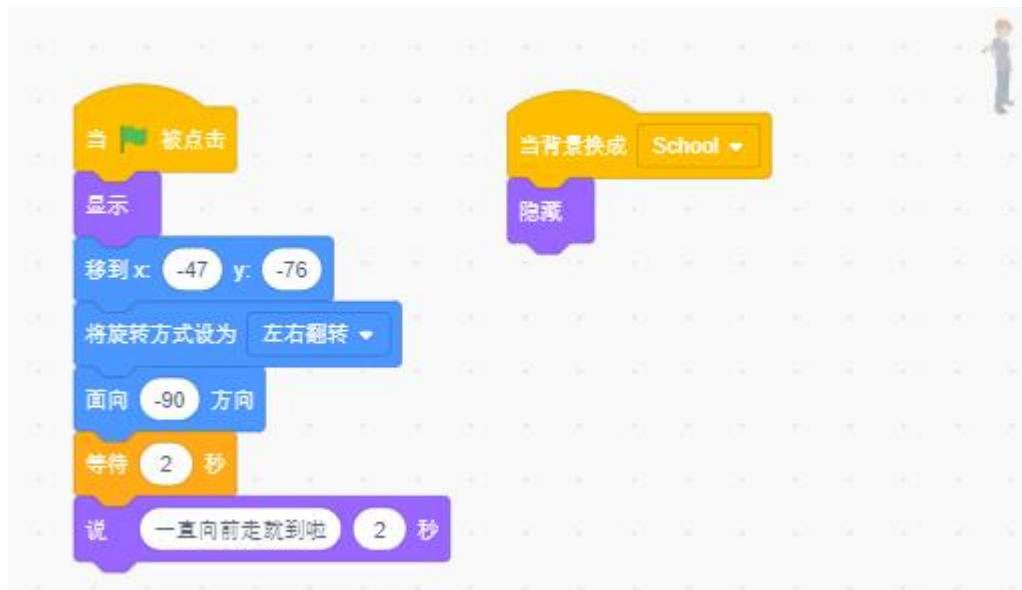 当 被点击
显示
移到 x: -47 y: -76
将旋转方式设为 左右翻转
面向 -90 方向
等待 2 秒
说 一直向前走就到啦 2 秒
当背景换成 School
隐藏